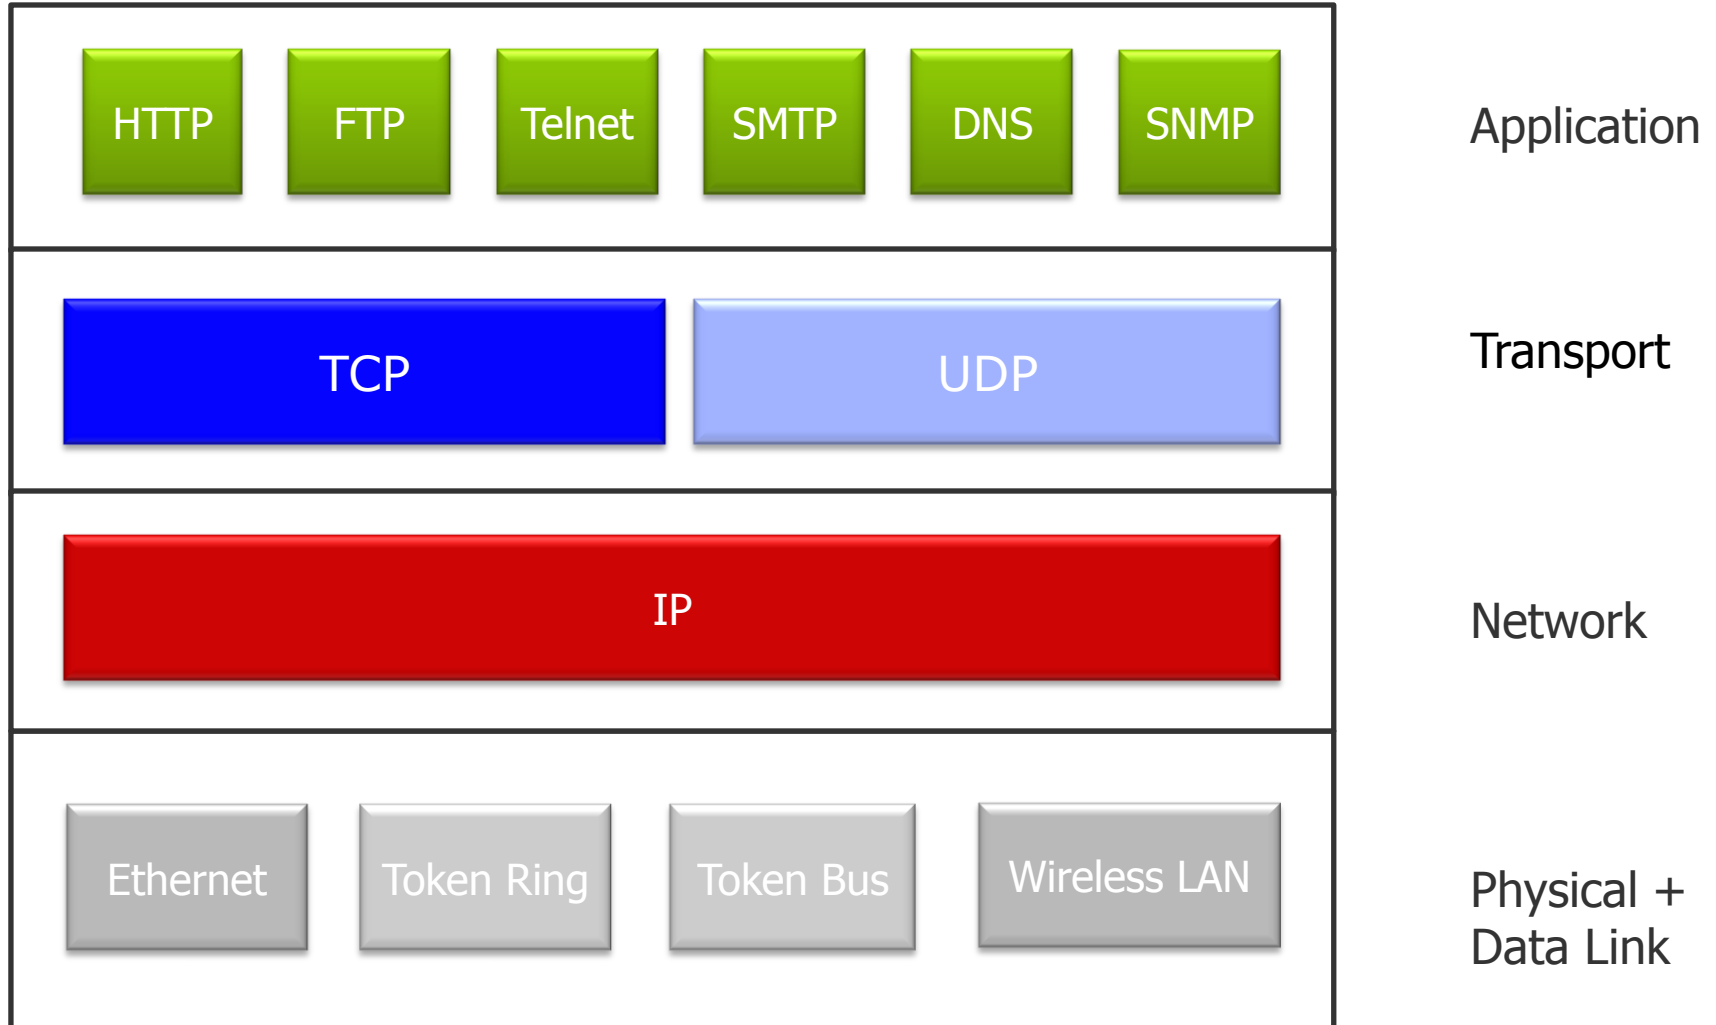 HTTP FTP Telnet SMTP DNS SNMP Application
TCP UDP Transport
IP Network
Ethernet Token Ring Token Bus Wireless LAN
Physical +
Data Link